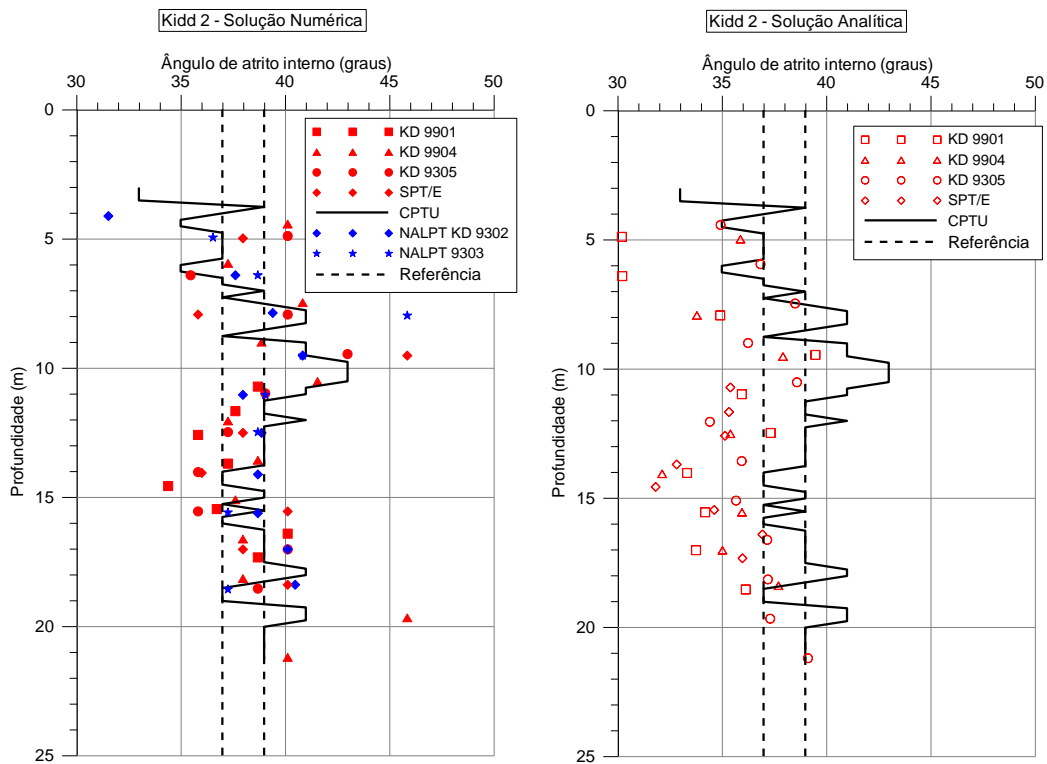 Kidd 2 - Solução Numérica
Ângulo de atrito interno (graus)
30 35 40 45 50
0
5
10
15
20
25
Profundidade (m)
KD 9901
KD 9904
KD 9305
SPT/E
CPTU
NALPT KD 9302
NALPT 9303
Referência
Kidd 2 - Solução Analítica
Ângulo de atrito interno (graus)
30 35 40 45 50
0
5
10
15
20
25
Profundidade (m)
KD 9901
KD 9904
KD 9305
SPT/E
CPTU
Referência